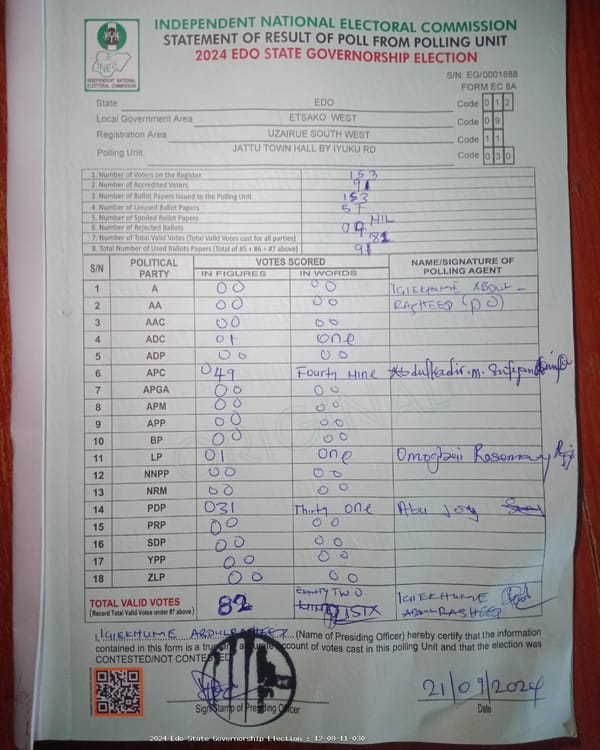 INDEPENDENT NATIONAL ELECTORAL COMMISSION
STATEMENT OF RESULT OF POLL FROM POLLING UNIT
2024 EDO STATE GOVERNORSHIP ELECTION
INDEPENDENT NATIONAL ELECTORAL COMMISSION
S/N: EG/0001888
FORM EC 8A
State EDO Code 0 1 2
Local Government Area ETSAKO WEST Code 0 9
Registration Area UZAIRUE SOUTH WEST Code 1 1
Polling Unit JATTU TOWN HALL BY IYUKU RD Code 0 3 0
1. Number of Voters on the Register 153
2. Number of Accredited Voters 91
3. Number of Ballot Papers Issued to the Polling Unit 153
4. Number of Unused Ballot Papers 57
5. Number of Spoiled Ballot Papers NIL
6. Number of Rejected Ballots 09
7. Number of Total Valid Votes (Total Valid Votes cast for all parties) 82
8. Total Number of Used Ballots Papers (Total of #5 + #6 + #7 above) 91
S/N POLITICAL PARTY VOTES SCORED NAME/SIGNATURE OF POLLING AGENT
IN FIGURES IN WORDS
1 A 00 00 IGIEKHUME ABDUL-
2 AA 00 00 RASHEED (PO)
3 AAC 00 00
4 ADC 01 one
5 ADP 00 00
6 APC 049 Fourty Nine Abdulkadir.m.
7 APGA 00 00
8 APM 00 00
9 APP 00 00
10 BP 00 00
11 LP 01 one Omogbai Rosemary
12 NNPP 00 00
13 NRM 00 00
14 PDP 031 Thirty one Abu Joy
15 PRP 00 00
16 SDP 00 00
17 YPP 00 00
18 ZLP 00 00
TOTAL VALID VOTES 82 EIGHTY TWO IGIEKHUME
(Record Total Valid Votes under #7 above) SIX ABDULRASHEED
I, IGIEKHUME ABDULRASHEED (Name of Presiding Officer) hereby certify that the information
contained in this form is a true and accurate account of votes cast in this polling Unit and that the election was
CONTESTED/NOT CONTESTED
21/09/2024
Sign/Stamp of Presiding Officer Date
2024 Edo State Governorship Election : 12-09-11-030